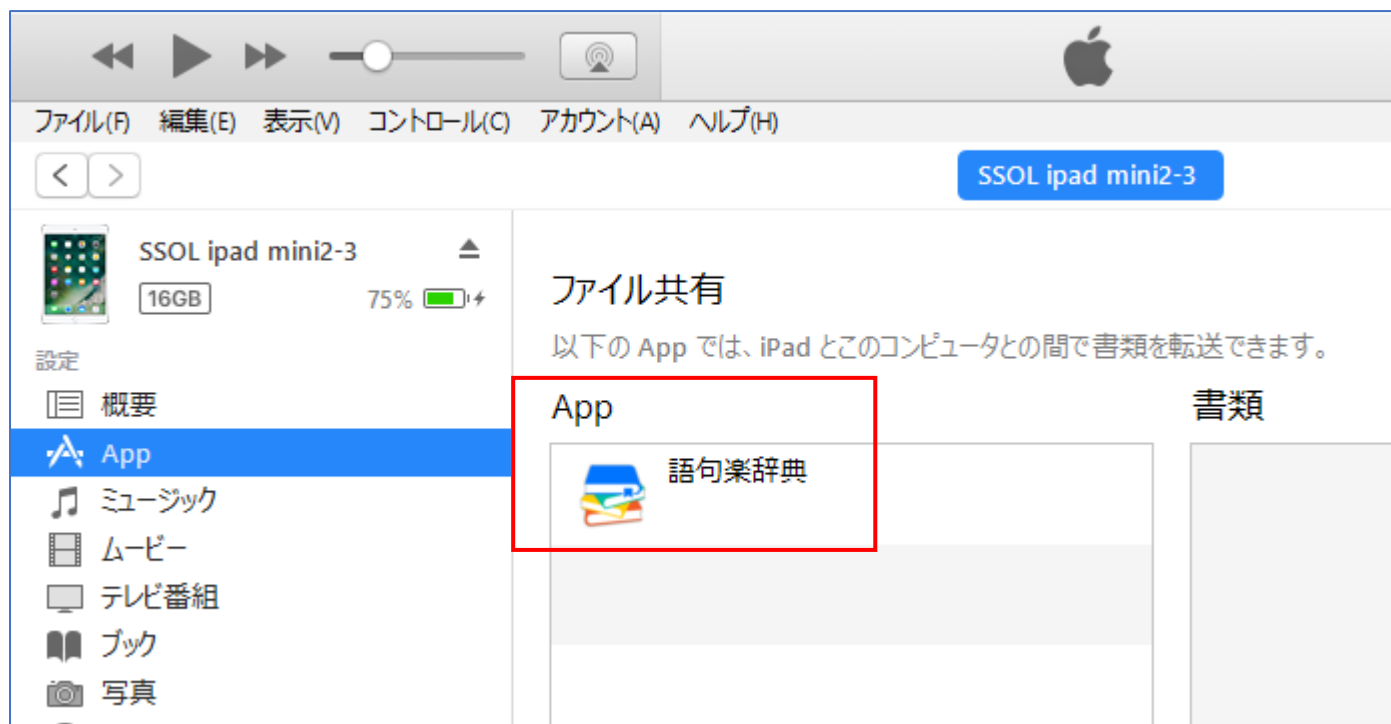 ファイル(F) 編集(E) 表示(V) コントロール(C) アカウント(A) ヘルプ(H)
SSOL ipad mini2-3
SSOL ipad mini2-3
16GB 75%
設定
概要
App
ミュージック
ムービー
テレビ番組
ブック
写真
ファイル共有
以下の App では、iPad とこのコンピュータとの間で書類を転送できます。
App
語句楽辞典
書類